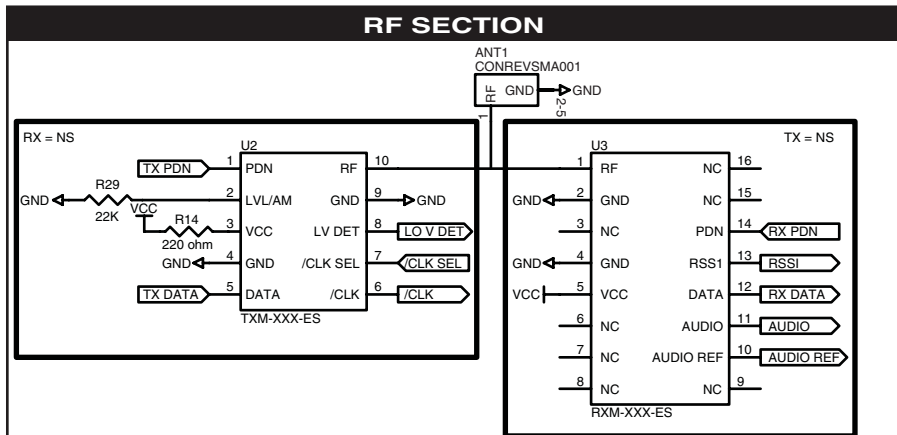 RF SECTION
ANT1
CONREVSMA001
RF GND GND
1 2-5
RX = NS
U2
TX PDN 1 PDN RF 10
GND R29 22K 2 LVL/AM GND 9 GND
VCC R14 220 ohm 3 VCC LV DET 8 LO V DET
GND 4 GND /CLK SEL 7 /CLK SEL
TX DATA 5 DATA /CLK 6 /CLK
TXM-XXX-ES
TX = NS
U3
1 RF NC 16
GND 2 GND NC 15
3 NC PDN 14 RX PDN
GND 4 GND RSS1 13 RSSI
VCC 5 VCC DATA 12 RX DATA
6 NC AUDIO 11 AUDIO
7 NC AUDIO REF 10 AUDIO REF
8 NC NC 9
RXM-XXX-ES